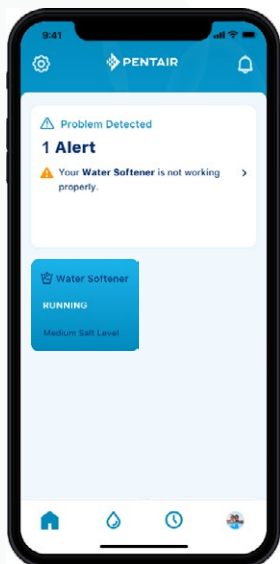 9:41
PENTAIR
Problem Detected
1 Alert
Your Water Softener is not working
properly.
Water Softener
RUNNING
Medium Salt Level